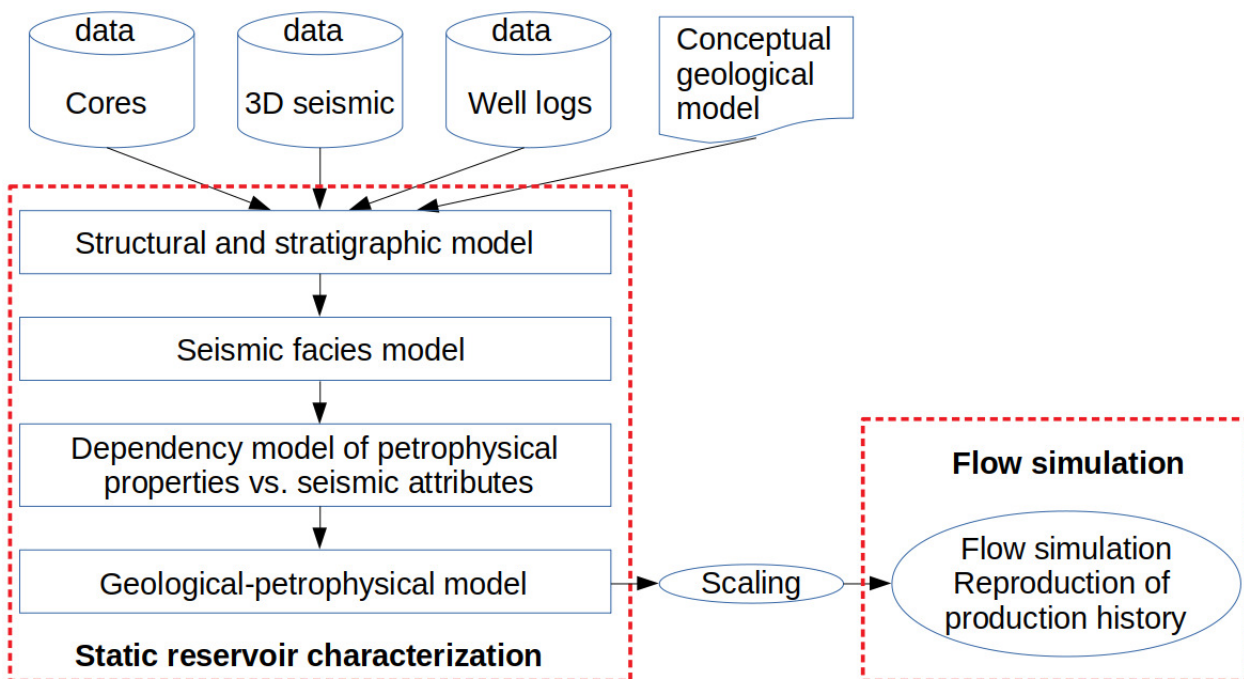 data
Cores
data
3D seismic
data
Well logs
Conceptual
geological
model
Structural and stratigraphic model
Seismic facies model
Dependency model of petrophysical
properties vs. seismic attributes
Geological-petrophysical model
Static reservoir characterization
Scaling
Flow simulation
Flow simulation
Reproduction of
production history